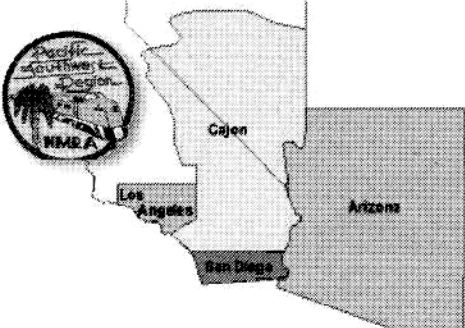 Pacific
Southwest
Region
NMRA
Cajon
Los
Angeles
Arizona
San Diego